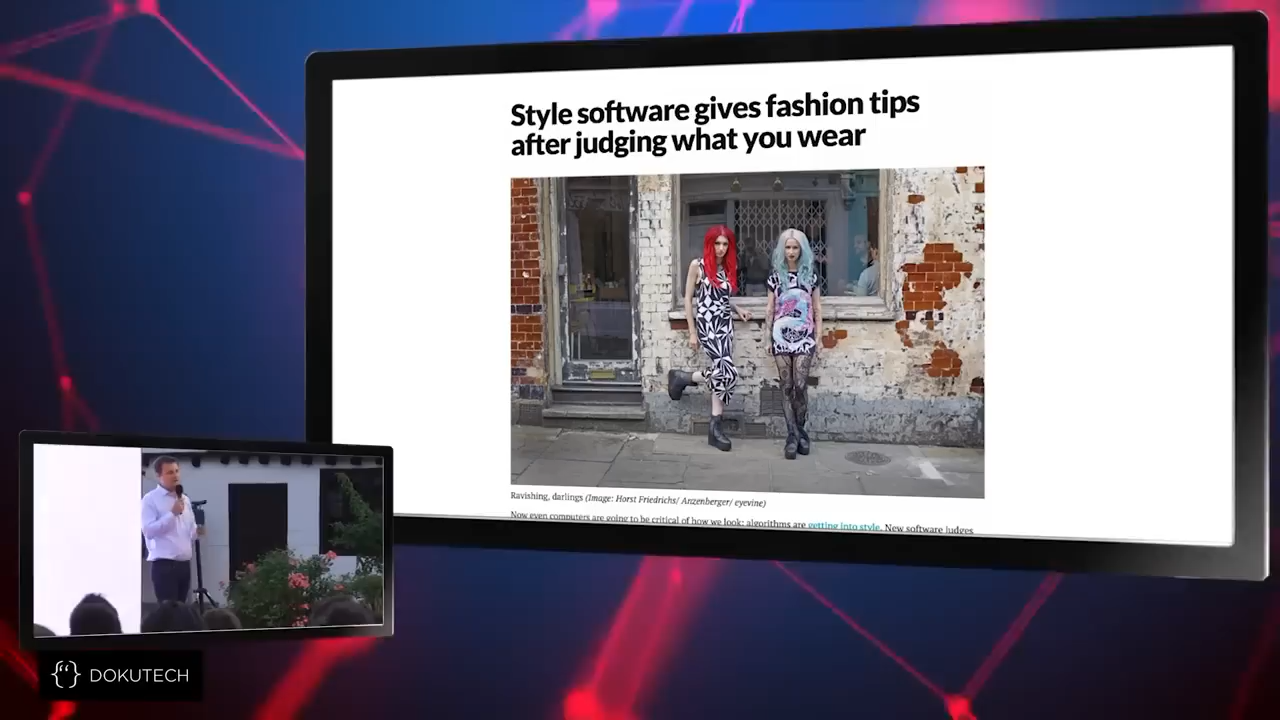 Style software gives fashion tips
after judging what you wear
Ravishing, darlings (Image: Horst Friedrichs/ Anzenberger/ eyevine)
Now even computers are going to be critical of how we look: algorithms are getting into style. New software judges
DOKUTECH